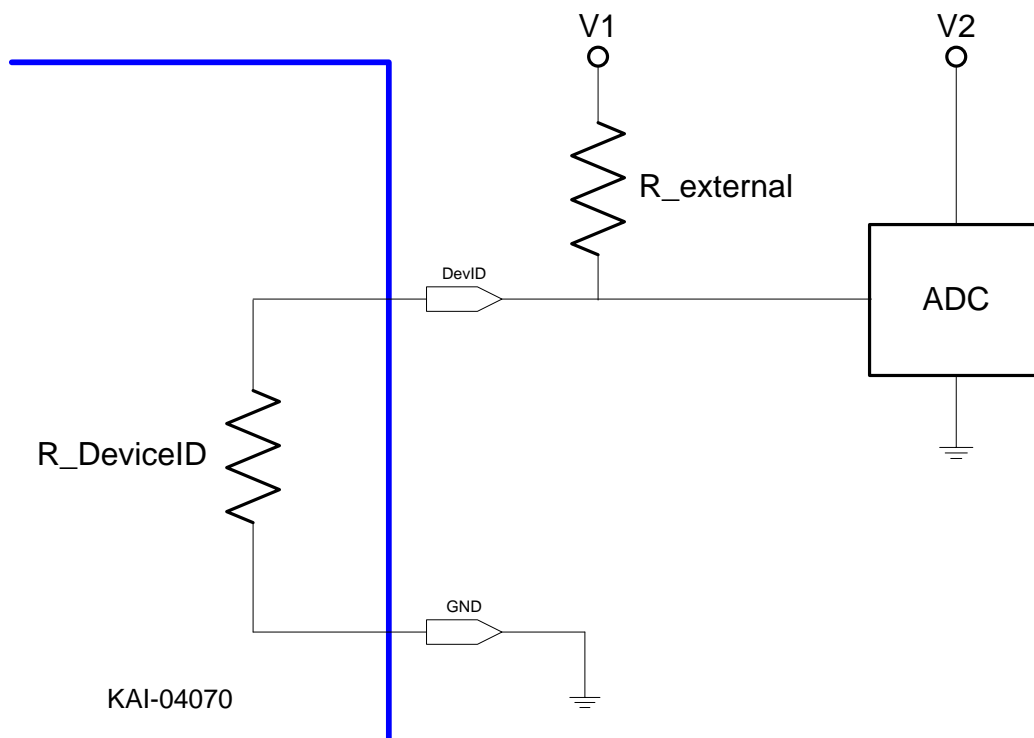 V1
V2
R_external
DevID
ADC
R_DeviceID
GND
KAI-04070